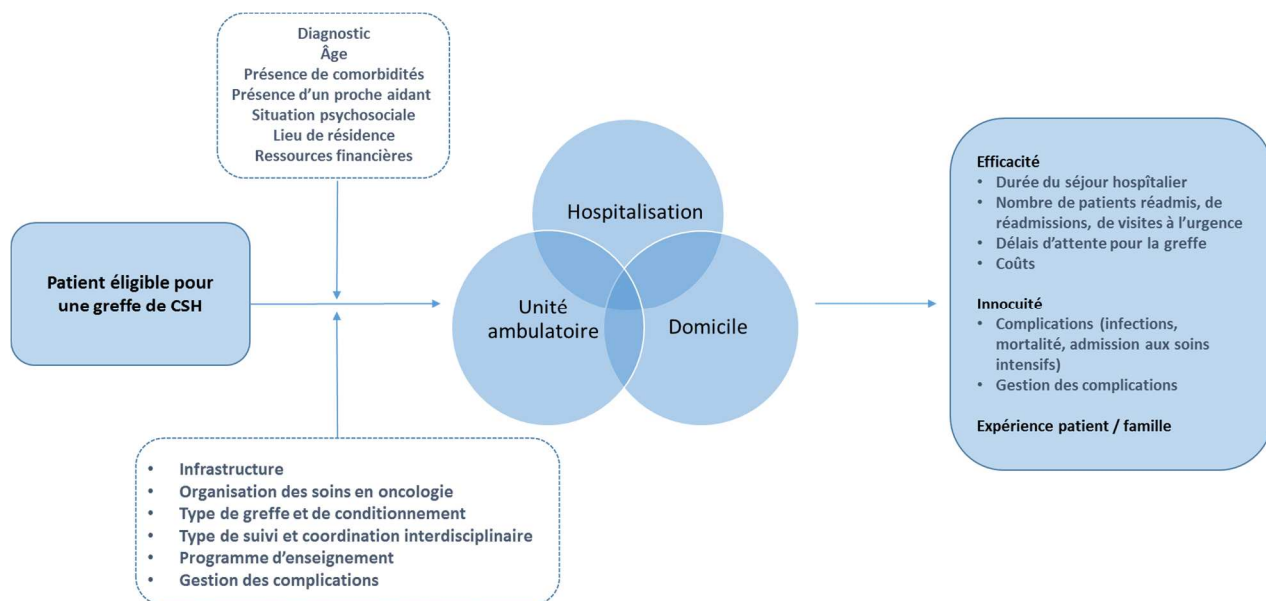 Diagnostic
Âge
Présence de comorbidités
Présence d'un proche aidant
Situation psychosociale
Lieu de résidence
Ressources financières
Patient éligible pour
une greffe de CSH
Hospitalisation
Unité
ambulatoire
Domicile
• Infrastructure
• Organisation des soins en oncologie
• Type de greffe et de conditionnement
• Type de suivi et coordination interdisciplinaire
• Programme d'enseignement
• Gestion des complications
Efficacité
• Durée du séjour hospîtalier
• Nombre de patients réadmis, de
réadmissions, de visites à l'urgence
• Délais d'attente pour la greffe
• Coûts
Innocuité
• Complications (infections,
mortalité, admission aux soins
intensifs)
• Gestion des complications
Expérience patient / famille